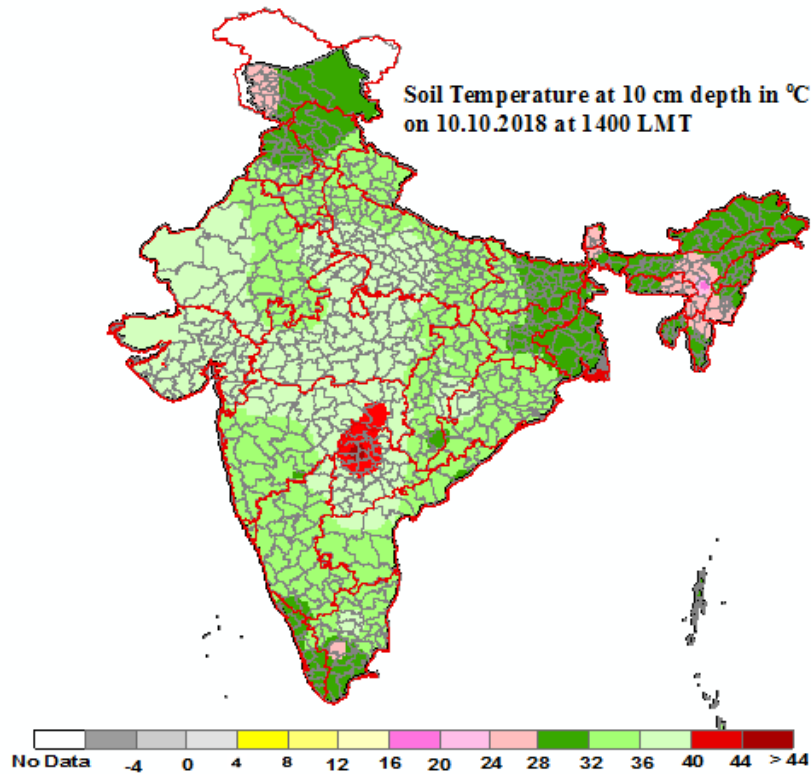 Soil Temperature at 10 cm depth in ⁰C
on 10.10.2018 at 1400 LMT
No Data -4 0 4 8 12 16 20 24 28 32 36 40 44 > 44